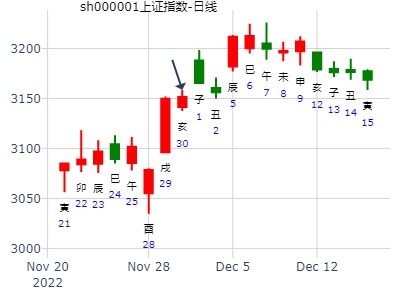 sh000001上证指数-日线
3200
3150
3100
3050
3000
寅
21
卯
22
辰
23
巳
24
午
25
酉
28
戌
29
亥
30
子
1
丑
2
辰
5
巳
6
午
7
未
8
申
9
亥
12
子
13
丑
14
寅
15
Nov 20
2022
Nov 28
Dec 5
Dec 12